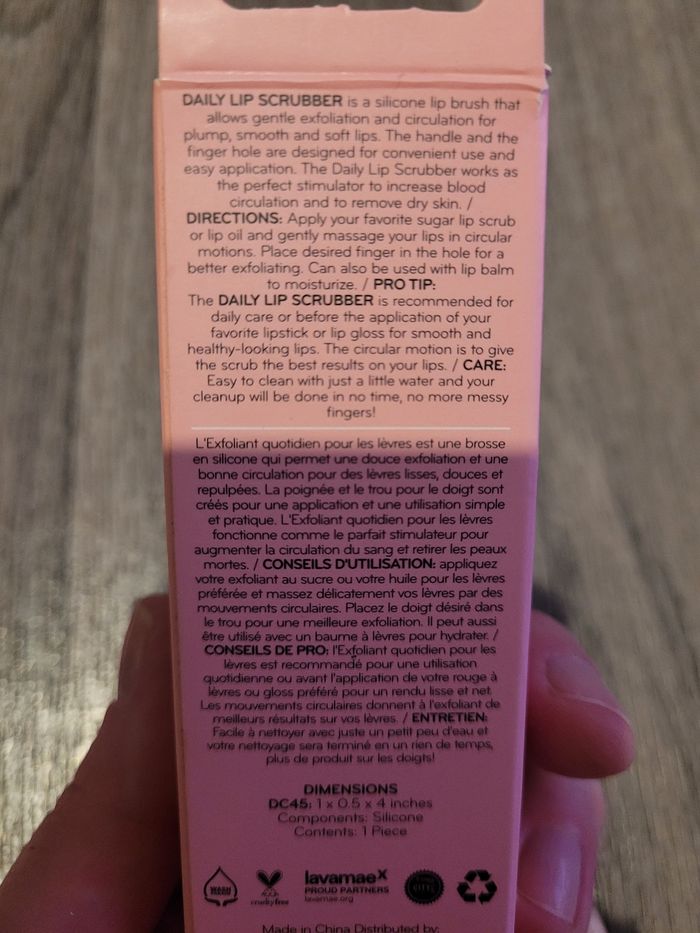 DAILY LIP SCRUBBER is a silicone lip brush that
allows gentle exfoliation and circulation for
plump, smooth and soft lips. The handle and the
finger hole are designed for convenient use and
easy application. The Daily Lip Scrubber works as
the perfect stimulator to increase blood
circulation and to remove dry skin. /
DIRECTIONS: Apply your favorite sugar lip scrub
or lip oil and gently massage your lips in circular
motions. Place desired finger in the hole for a
better exfoliating. Can also be used with lip balm
to moisturize. / PRO TIP:
The DAILY LIP SCRUBBER is recommended for
daily care or before the application of your
favorite lipstick or lip gloss for smooth and
healthy-looking lips. The circular motion is to give
the scrub the best results on your lips. / CARE:
Easy to clean with just a little water and your
cleanup will be done in no time, no more messy
fingers!
L'Exfoliant quotidien pour les lèvres est une brosse
en silicone qui permet une douce exfoliation et une
bonne circulation pour des lèvres lisses, douces et
repulpées. La poignée et le trou pour le doigt sont
créés pour une application et une utilisation simple
et pratique. L'Exfoliant quotidien pour les lèvres
fonctionne comme le parfait stimulateur pour
augmenter la circulation du sang et retirer les peaux
mortes. / CONSEILS D'UTILISATION: appliquez
votre exfoliant au sucre ou votre huile pour les lèvres
préférée et massez délicatement vos lèvres par des
mouvements circulaires. Placez le doigt désiré dans
le trou pour une meilleure exfoliation. Il peut aussi
être utilisé avec un baume à lèvres pour hydrater. /
CONSEILS DE PRO: l'Exfoliant quotidien pour les
lèvres est recommandé pour une utilisation
quotidienne ou avant l'application de votre rouge à
lèvres ou gloss préféré pour un rendu lisse et net.
Les mouvements circulaires donnent à l'exfoliant de
meilleurs résultats sur vos lèvres. / ENTRETIEN:
Facile à nettoyer avec juste un petit peu d'eau et
votre nettoyage sera terminé en un rien de temps,
plus de produit sur les doigts!
DIMENSIONS
DC45: 1 x 0.5 x 4 inches
Components: Silicone
Contents: 1 Piece
cruelty free
lavamaeX
PROUD PARTNERS
lavamae.org
Made in China Distributed by: